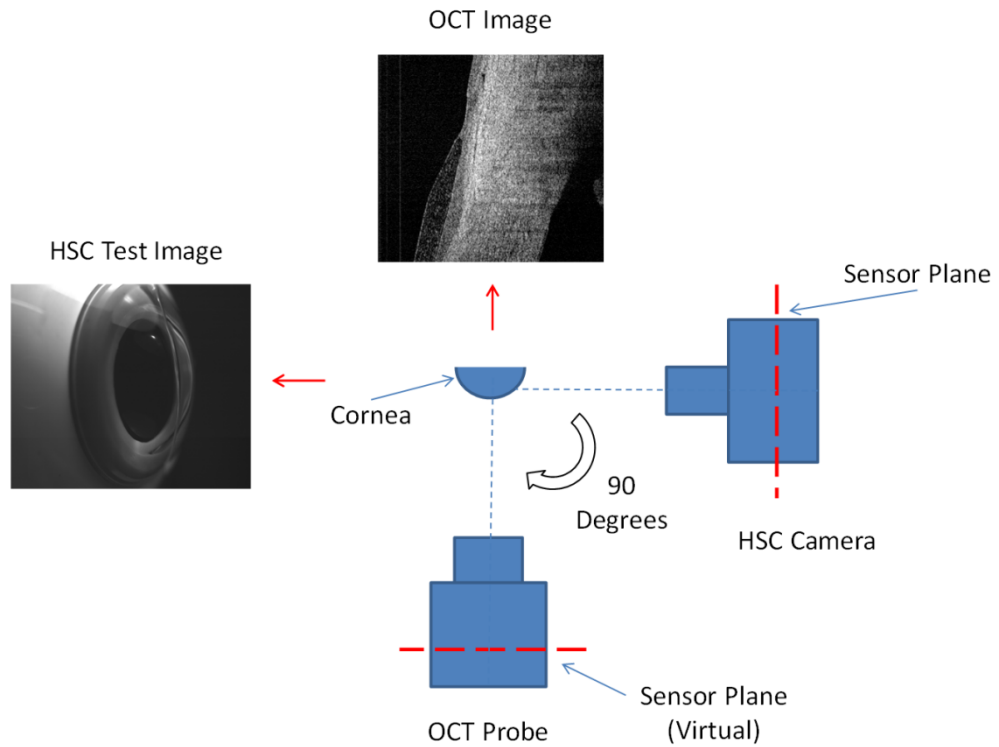 OCT Image
HSC Test Image
Sensor Plane
Cornea
90
Degrees
HSC Camera
Sensor Plane
(Virtual)
OCT Probe